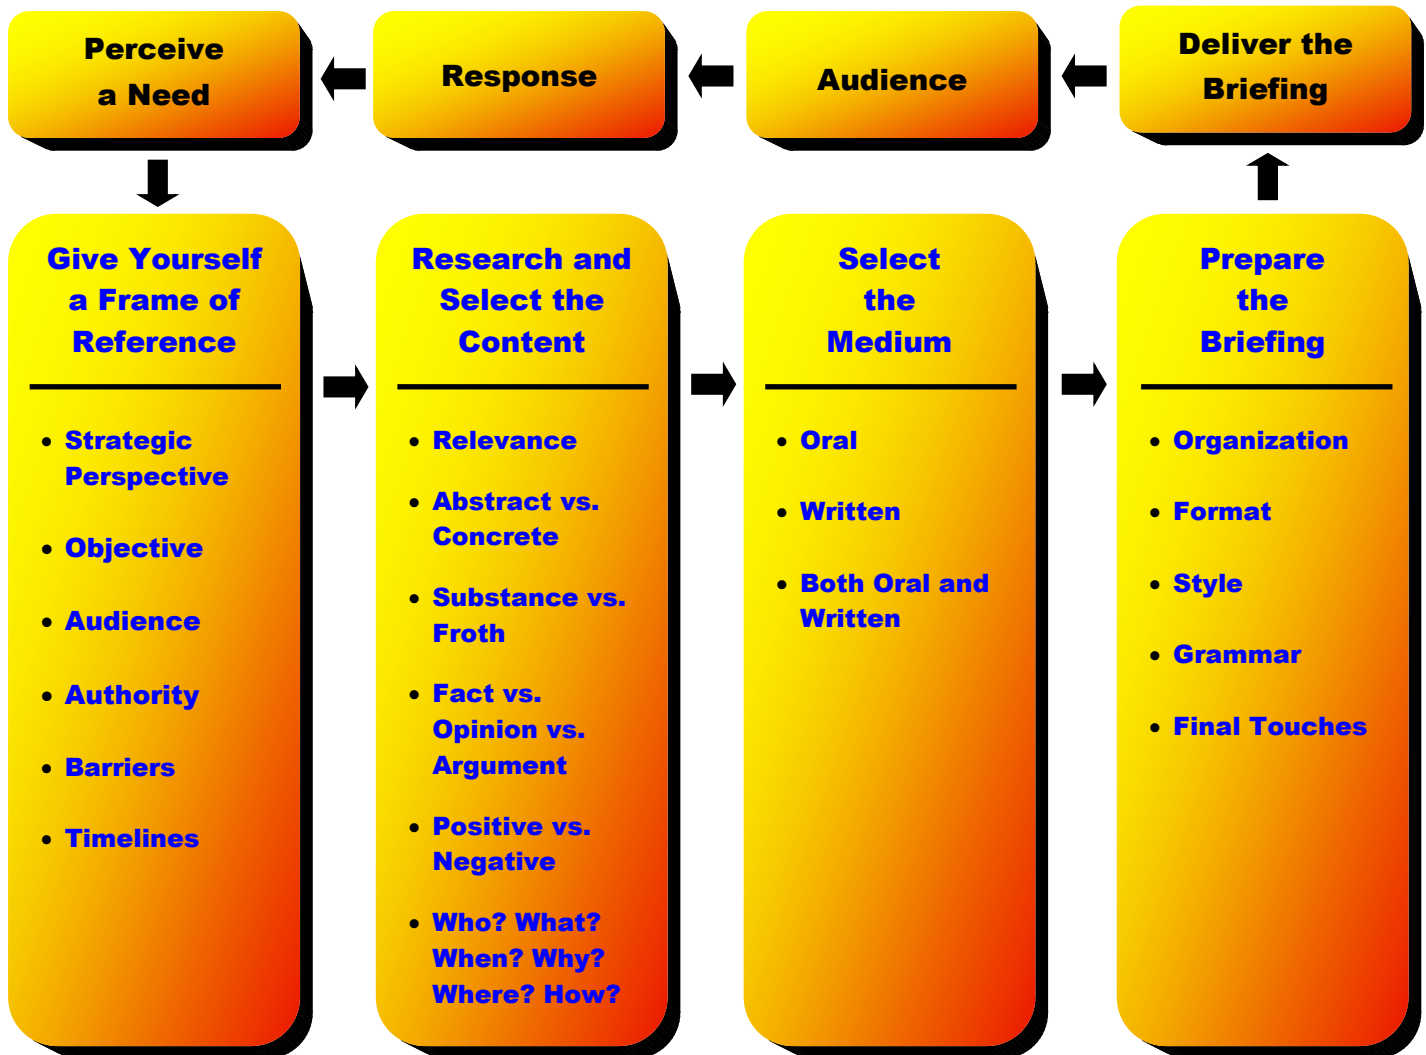 Perceive
a Need
Response
Audience
Deliver the
Briefing
Give Yourself
a Frame of
Reference
• Strategic
Perspective
• Objective
• Audience
• Authority
• Barriers
• Timelines
Research and
Select the
Content
• Relevance
• Abstract vs.
Concrete
• Substance vs.
Froth
• Fact vs.
Opinion vs.
Argument
• Positive vs.
Negative
• Who? What?
When? Why?
Where? How?
Select
the
Medium
• Oral
• Written
• Both Oral and
Written
Prepare
the
Briefing
• Organization
• Format
• Style
• Grammar
• Final Touches